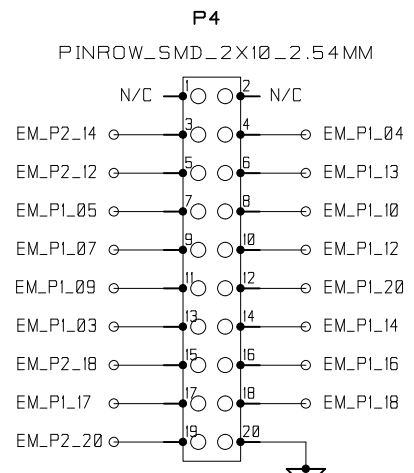 P4
PINROW_SMD_2X10_2.54MM
N/C 1 2 N/C
EM_P2_14 3 4 EM_P1_04
EM_P2_12 5 6 EM_P1_13
EM_P1_05 7 8 EM_P1_10
EM_P1_07 9 10 EM_P1_12
EM_P1_09 11 12 EM_P1_20
EM_P1_03 13 14 EM_P1_14
EM_P2_18 15 16 EM_P1_16
EM_P1_17 17 18 EM_P1_18
EM_P2_20 19 20